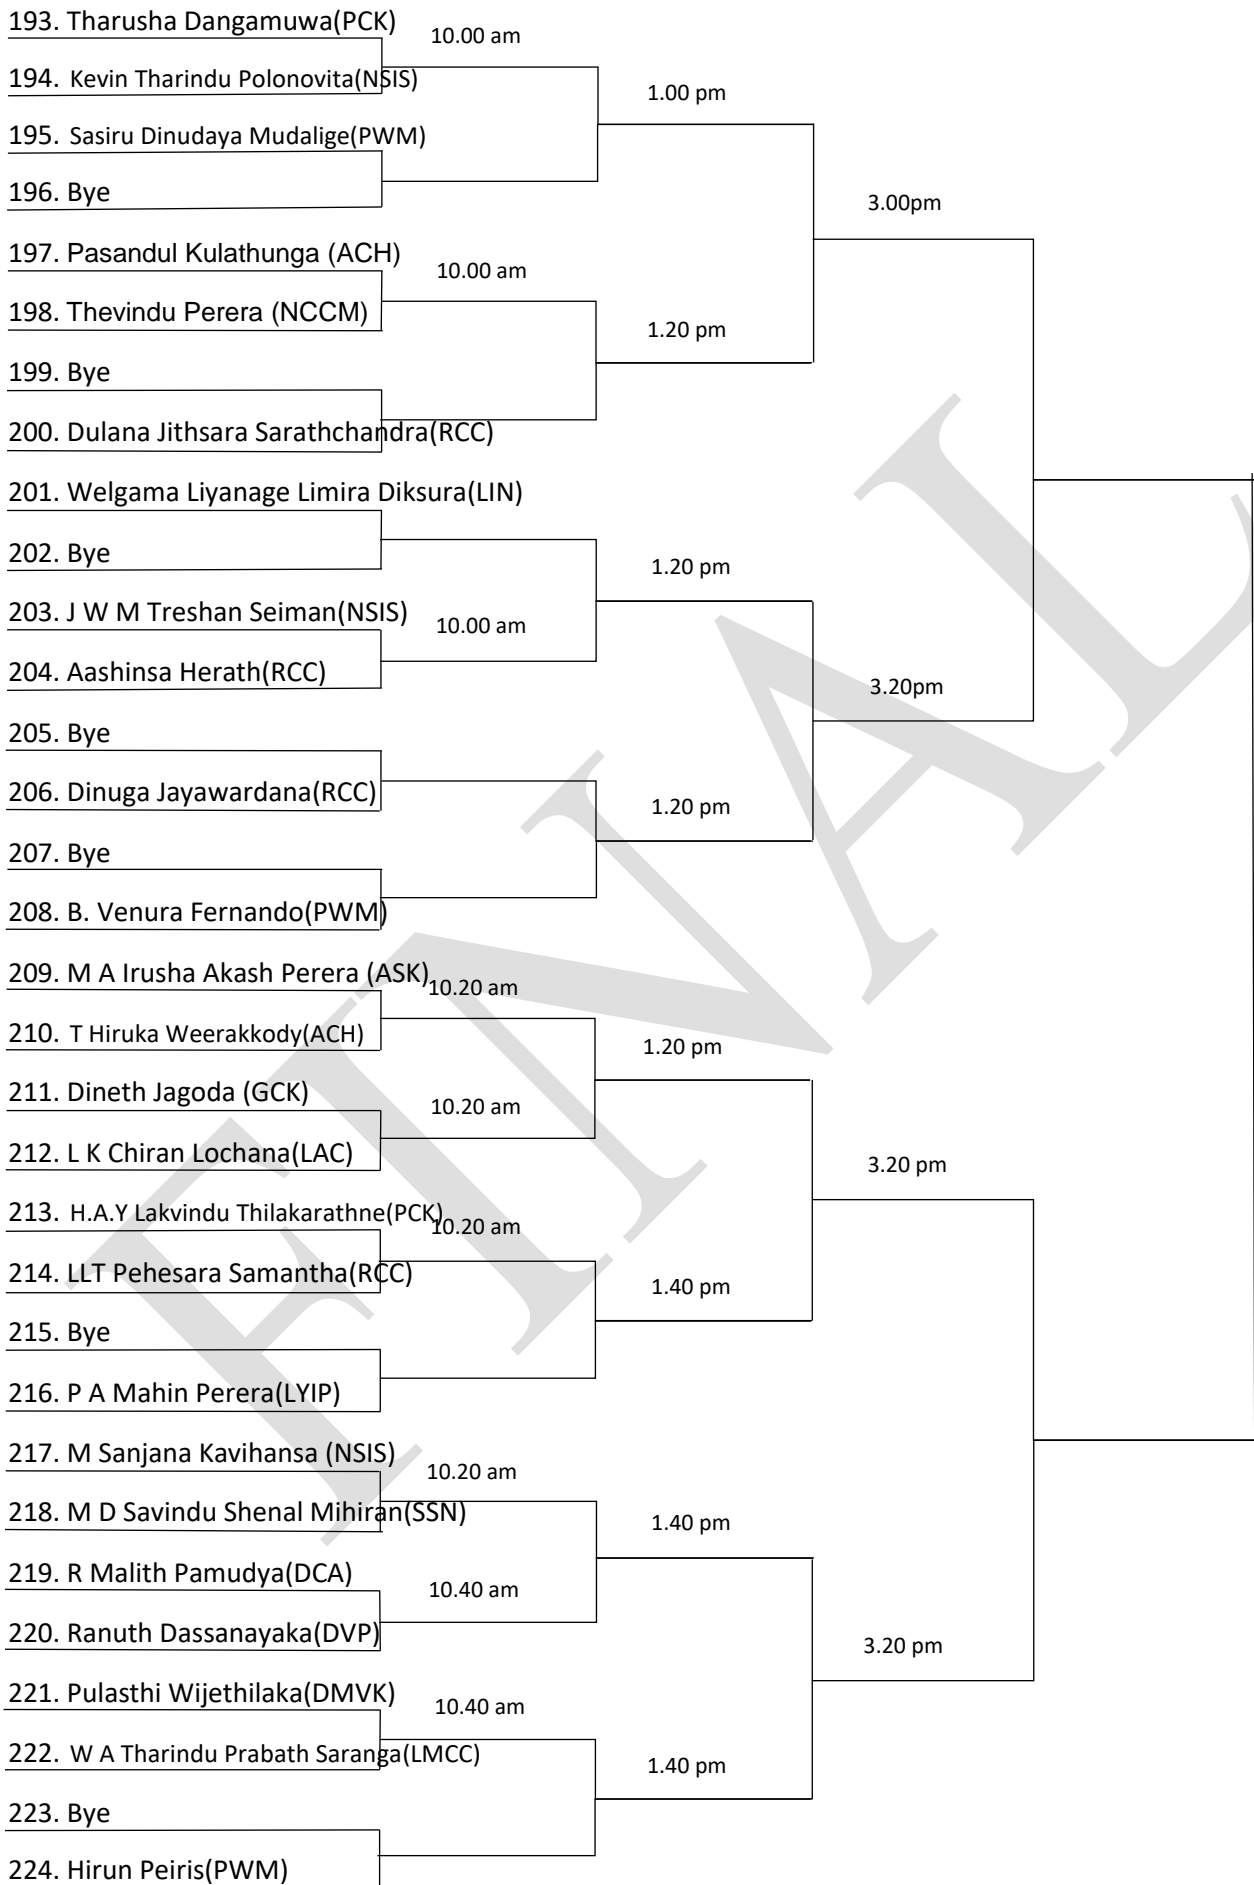 193. Tharusha Dangamuwa(PCK)
10.00 am
194. Kevin Tharindu Polonovita(NSIS)
1.00 pm
195. Sasiru Dinudaya Mudalige(PWM)
196. Bye
3.00pm
197. Pasandul Kulathunga (ACH)
10.00 am
198. Thevindu Perera (NCCM)
1.20 pm
199. Bye
200. Dulana Jithsara Sarathchandra(RCC)
201. Welgama Liyanage Limira Diksura(LIN)
202. Bye
1.20 pm
203. J W M Treshan Seiman(NSIS)
10.00 am
204. Aashinsa Herath(RCC)
3.20pm
205. Bye
206. Dinuga Jayawardana(RCC)
1.20 pm
207. Bye
208. B. Venura Fernando(PWM)
209. M A Irusha Akash Perera (ASK)
10.20 am
210. T Hiruka Weerakkody(ACH)
1.20 pm
211. Dineth Jagoda (GCK)
10.20 am
212. L K Chiran Lochana(LAC)
3.20 pm
213. H.A.Y Lakvindu Thilakarathne(PCK)
10.20 am
214. LLT Pehesara Samantha(RCC)
1.40 pm
215. Bye
216. P A Mahin Perera(LYIP)
217. M Sanjana Kavihansa (NSIS)
10.20 am
218. M D Savindu Shenal Mihiran(SSN)
1.40 pm
219. R Malith Pamudya(DCA)
10.40 am
220. Ranuth Dassanayaka(DVP)
3.20 pm
221. Pulasthi Wijethilaka(DMVK)
10.40 am
222. W A Tharindu Prabath Saranga(LMCC)
1.40 pm
223. Bye
224. Hirun Peiris(PWM)
FINAL